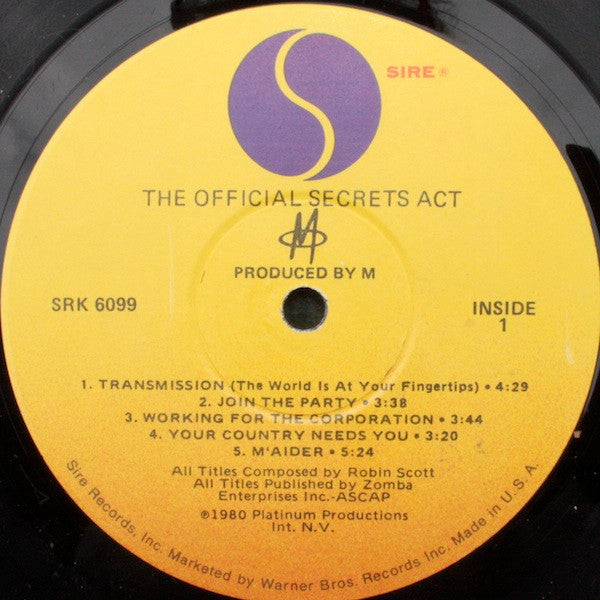 SIRE®
THE OFFICIAL SECRETS ACT
M
PRODUCED BY M
SRK 6099
INSIDE
1
1. TRANSMISSION (The World Is At Your Fingertips) • 4:29
2. JOIN THE PARTY • 3:38
3. WORKING FOR THE CORPORATION • 3:44
4. YOUR COUNTRY NEEDS YOU • 3:20
5. M'AIDER • 5:24
All Titles Composed by Robin Scott
All Titles Published by Zomba
Enterprises Inc.-ASCAP
℗1980 Platinum Productions
Int. N.V.
Sire Records, Inc. Marketed by Warner Bros. Records Inc. Made in U.S.A.